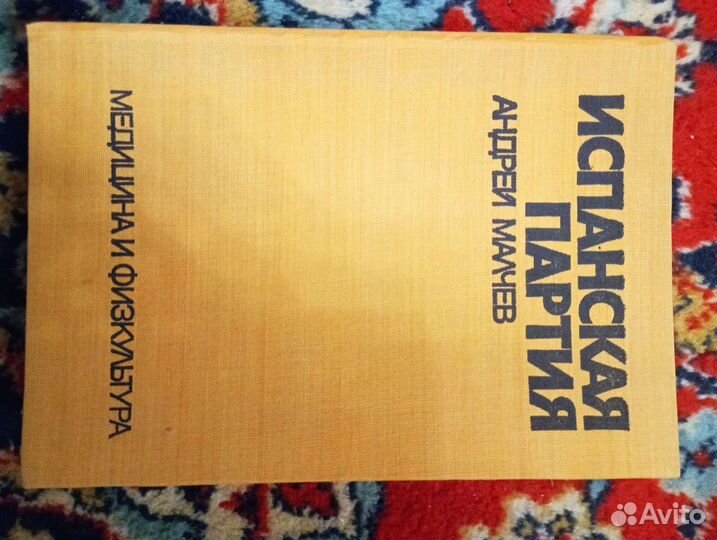 ИСПАНСКАЯ
ПАРТИЯ
АНДРЕЙ МАЛЧЕВ
МЕДИЦИНА И ФИЗКУЛЬТУРА
Avito